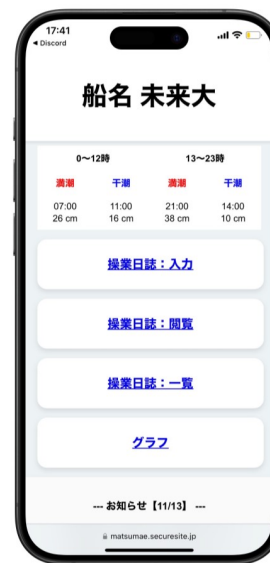 17:41
◀ Discord
船名 未来大
0～12時 13～23時
満潮 干潮 満潮 干潮
07:00 11:00 21:00 14:00
26 cm 16 cm 38 cm 10 cm
操業日誌：入力
操業日誌：閲覧
操業日誌：一覧
グラフ
--- お知らせ【11/13】 ---
matsumae.securesite.jp